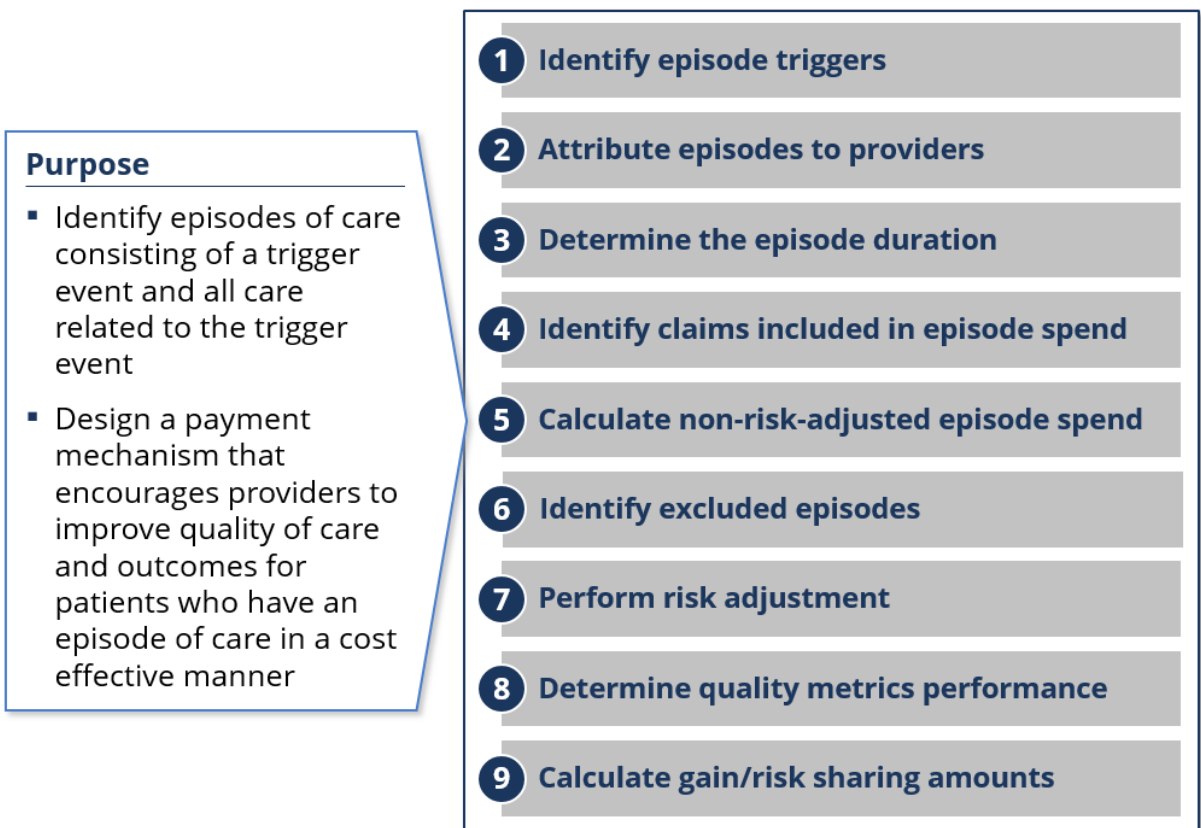 Purpose
▪ Identify episodes of care
consisting of a trigger
event and all care
related to the trigger
event
▪ Design a payment
mechanism that
encourages providers to
improve quality of care
and outcomes for
patients who have an
episode of care in a cost
effective manner
1 Identify episode triggers
2 Attribute episodes to providers
3 Determine the episode duration
4 Identify claims included in episode spend
5 Calculate non-risk-adjusted episode spend
6 Identify excluded episodes
7 Perform risk adjustment
8 Determine quality metrics performance
9 Calculate gain/risk sharing amounts